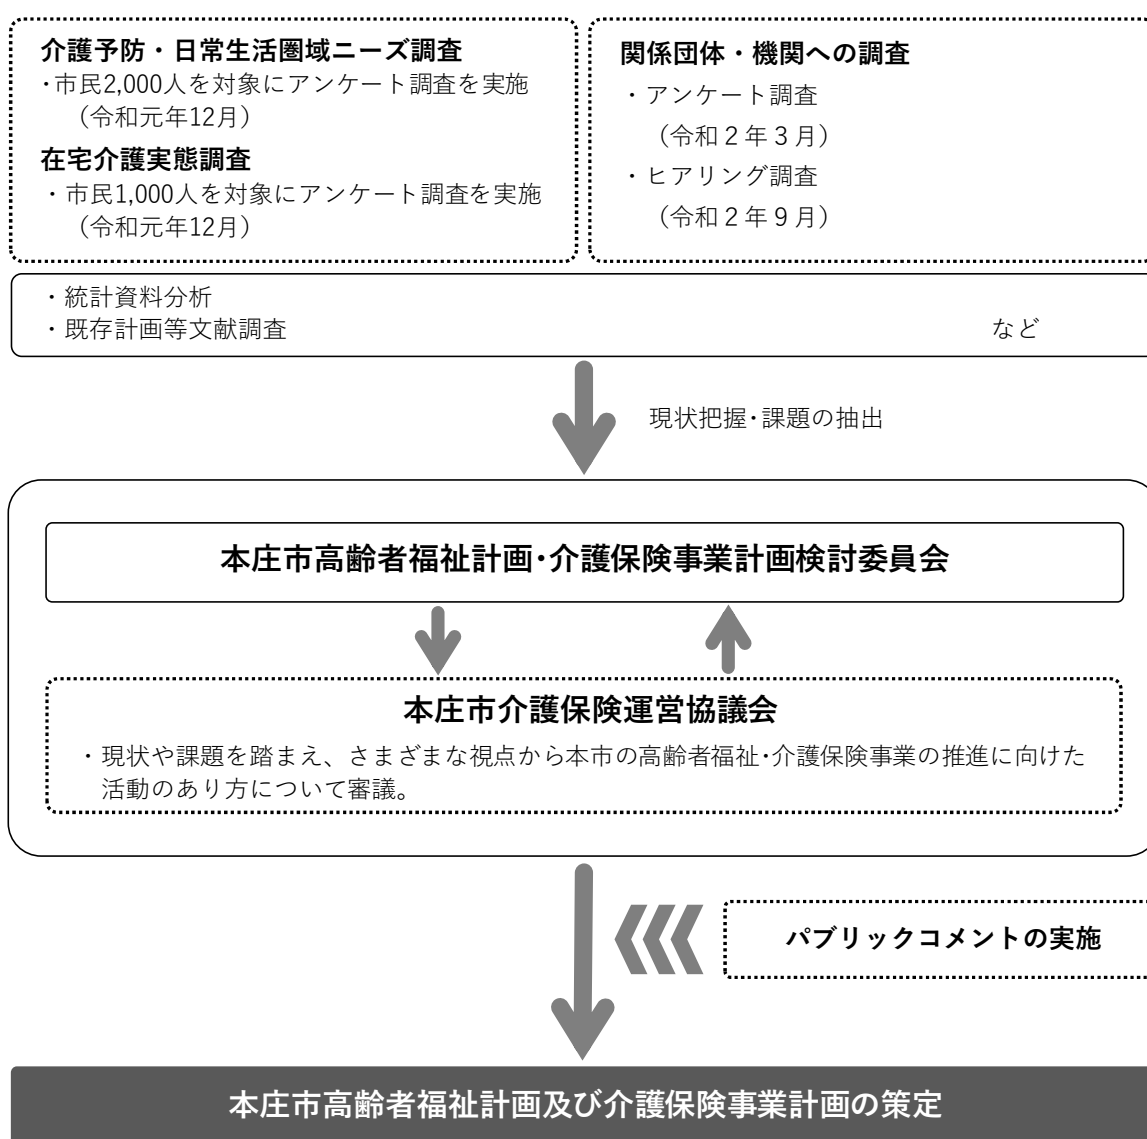 介護予防・日常生活圏域ニーズ調査
・市民2,000人を対象にアンケート調査を実施
（令和元年12月）
在宅介護実態調査
・市民1,000人を対象にアンケート調査を実施
（令和元年12月）
関係団体・機関への調査
・アンケート調査
（令和２年３月）
・ヒアリング調査
（令和２年９月）
・統計資料分析
・既存計画等文献調査 など
現状把握・課題の抽出
本庄市高齢者福祉計画・介護保険事業計画検討委員会
本庄市介護保険運営協議会
・現状や課題を踏まえ、さまざまな視点から本市の高齢者福祉・介護保険事業の推進に向けた
活動のあり方について審議。
パブリックコメントの実施
本庄市高齢者福祉計画及び介護保険事業計画の策定